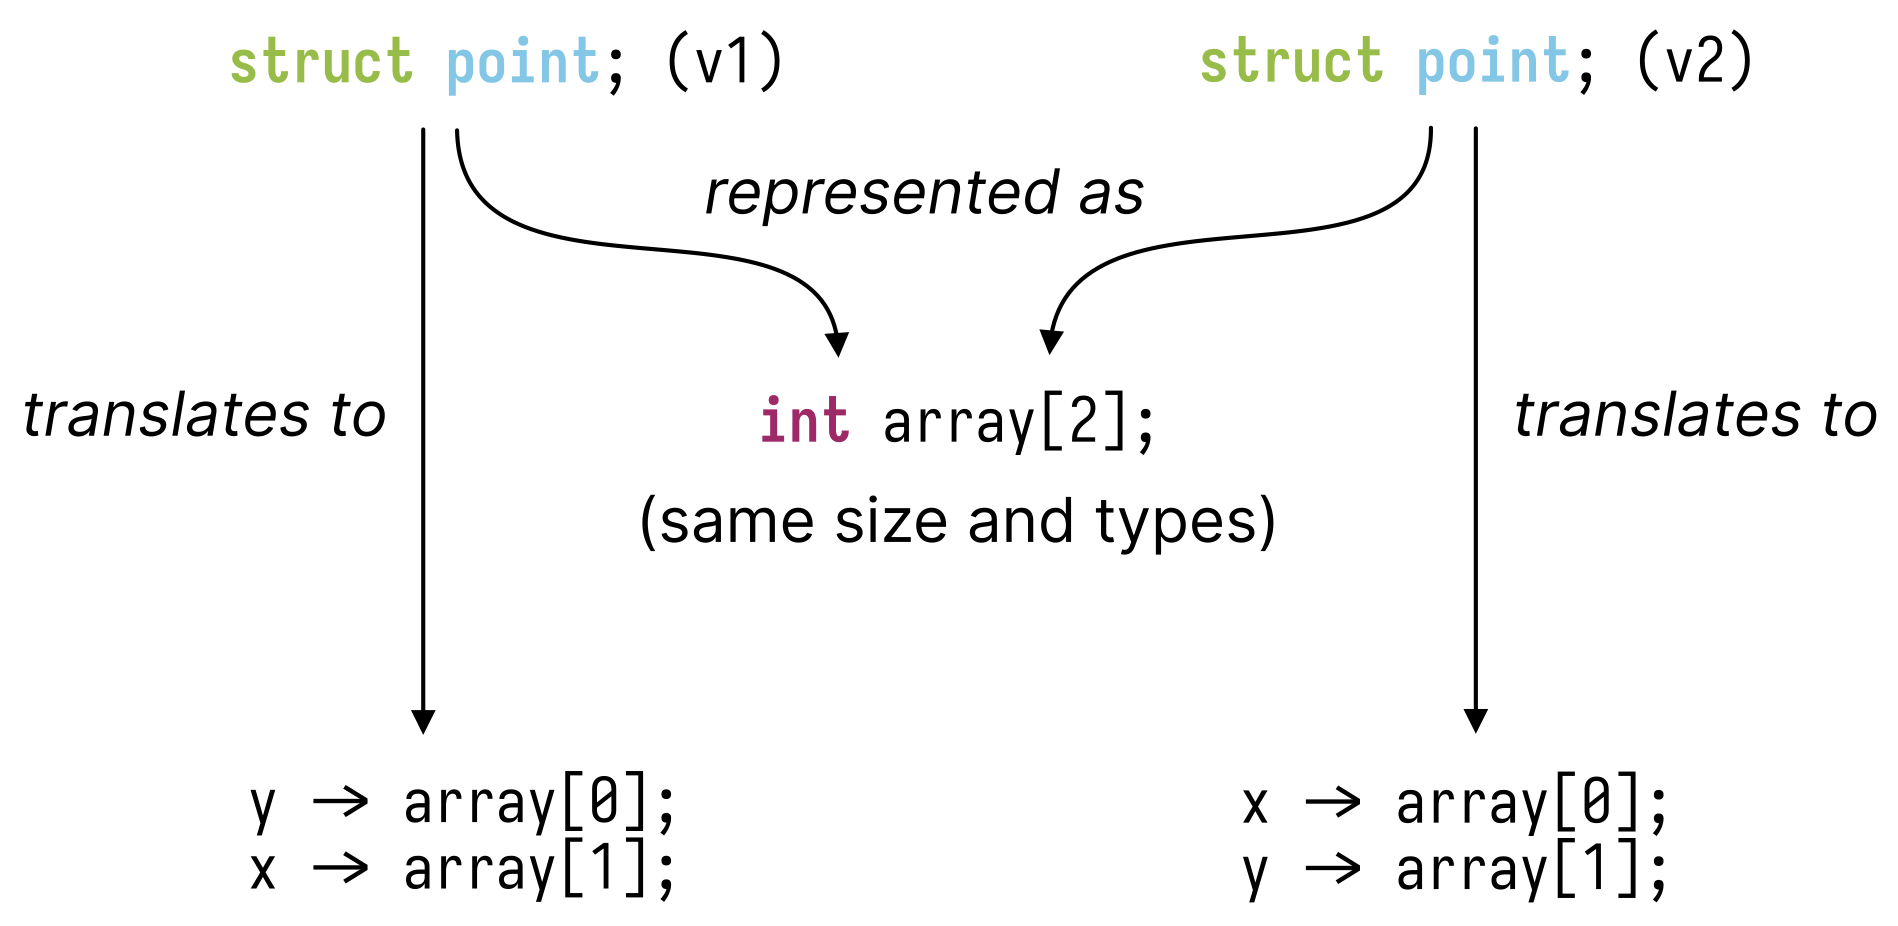 struct point; (v1)
struct point; (v2)
represented as
translates to
int array[2];
translates to
(same size and types)
y → array[0];
x → array[1];
x → array[0];
y → array[1];